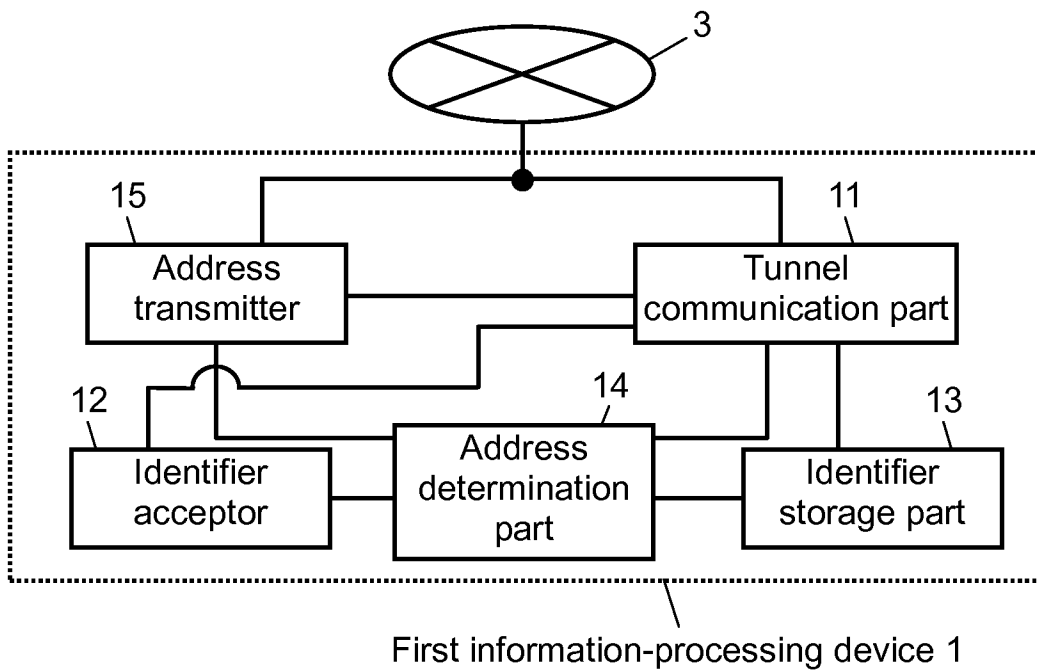 3
15
11
Address
transmitter
Tunnel
communication part
12
14
13
Identifier
acceptor
Address
determination
part
Identifier
storage part
First information-processing device 1